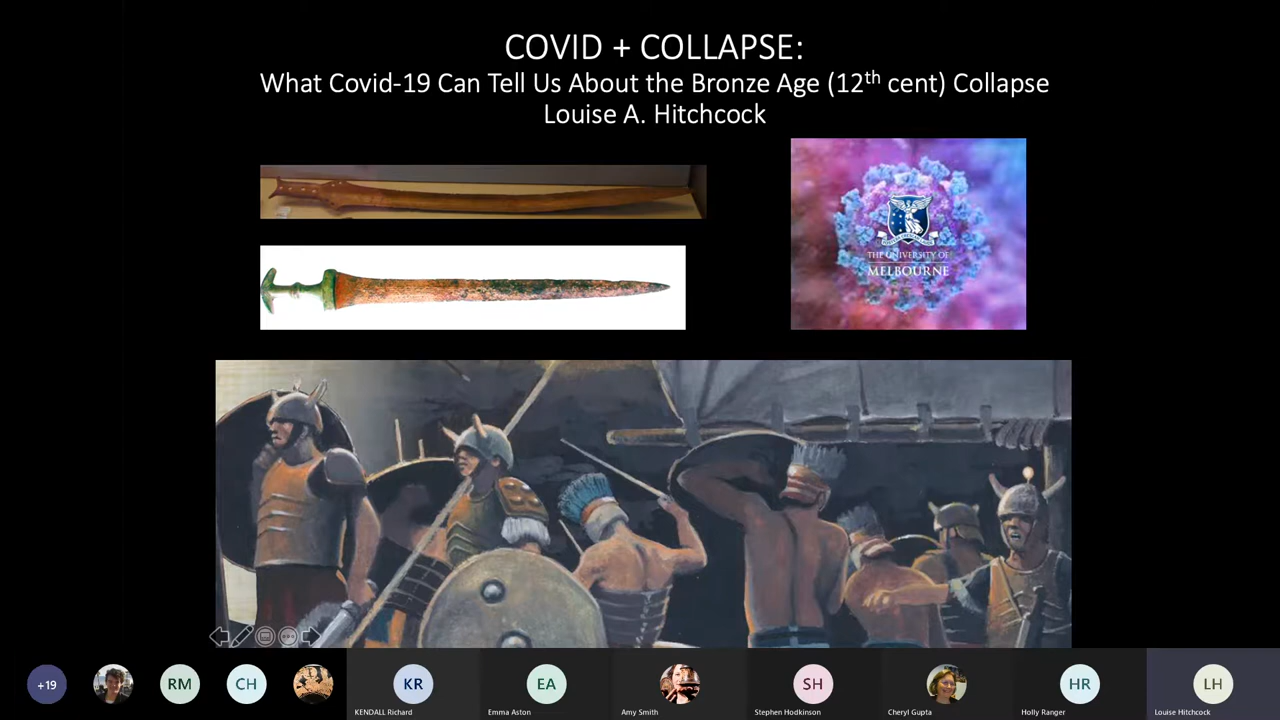 COVID + COLLAPSE:
What Covid-19 Can Tell Us About the Bronze Age (12th cent) Collapse
Louise A. Hitchcock
THE UNIVERSITY OF
MELBOURNE
+19
RM
CH
KR
EA
SH
HR
LH
KENDALL Richard
Emma Aston
Amy Smith
Stephen Hodkinson
Cheryl Gupta
Holly Ranger
Louise Hitchcock